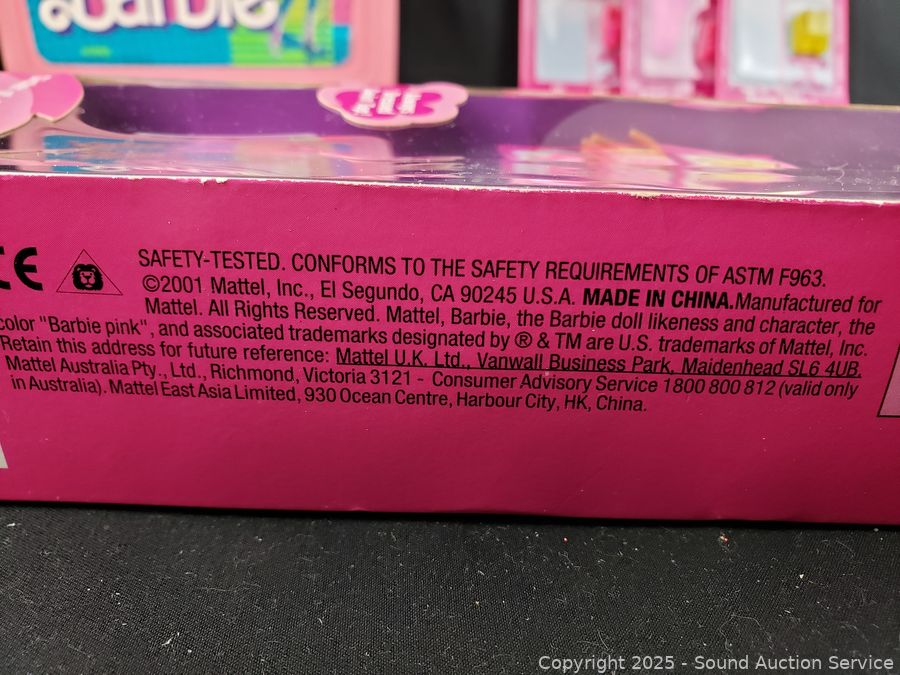 Barbie
CE
SAFETY-TESTED. CONFORMS TO THE SAFETY REQUIREMENTS OF ASTM F963.
©2001 Mattel, Inc., El Segundo, CA 90245 U.S.A. MADE IN CHINA.Manufactured for
Mattel. All Rights Reserved. Mattel, Barbie, the Barbie doll likeness and character, the
color "Barbie pink", and associated trademarks designated by ® & TM are U.S. trademarks of Mattel, Inc.
Retain this address for future reference: Mattel U.K. Ltd., Vanwall Business Park, Maidenhead SL6 4UB.
Mattel Australia Pty., Ltd., Richmond, Victoria 3121 - Consumer Advisory Service 1800 800 812 (valid only
in Australia). Mattel East Asia Limited, 930 Ocean Centre, Harbour City, HK, China.
Copyright © 2025 - Sound Auction Service